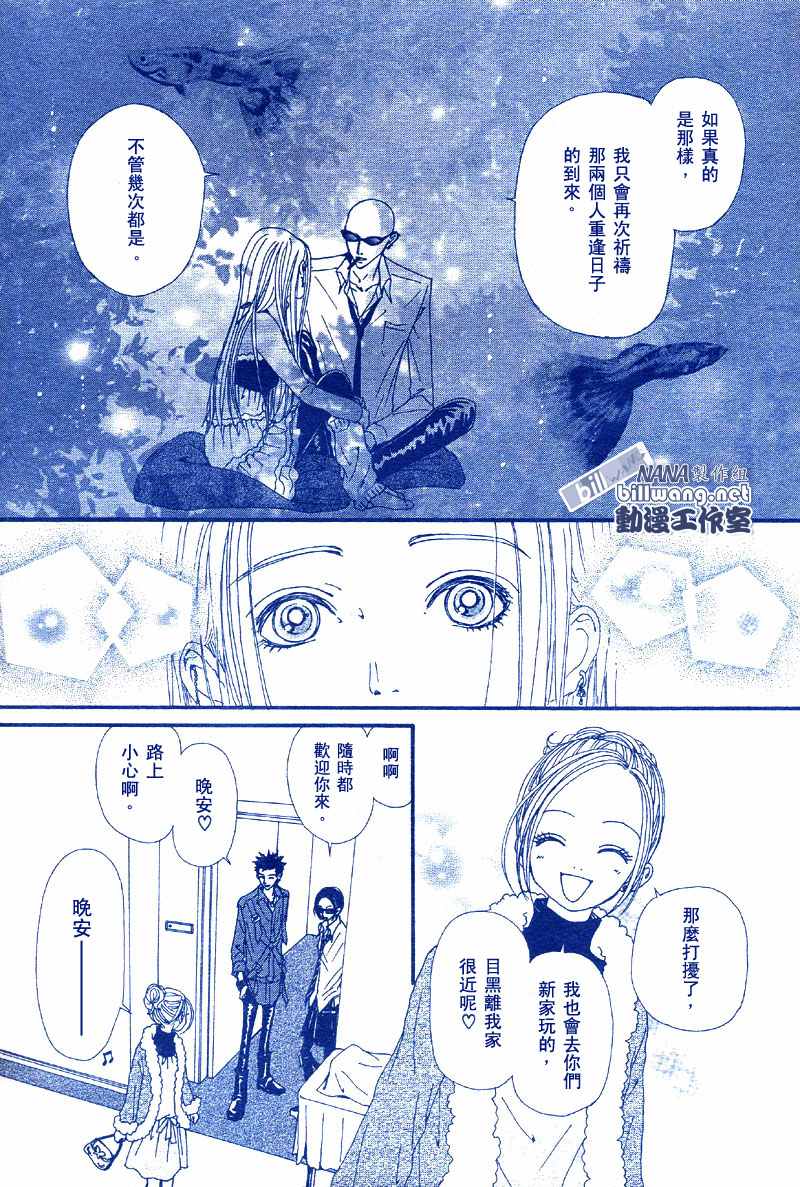 如果真的
是那樣，
我只會再次祈禱
那兩個人重逢日子
的到來。
不管幾次都是。
NANA製作組
billwang.net
動漫工作室
bill
那麼打擾了，
我也會去你們
新家玩的，
目黑離我家
很近呢♡
啊啊
隨時都
歡迎你來。
晚安♡
路上
小心啊。
晚安——